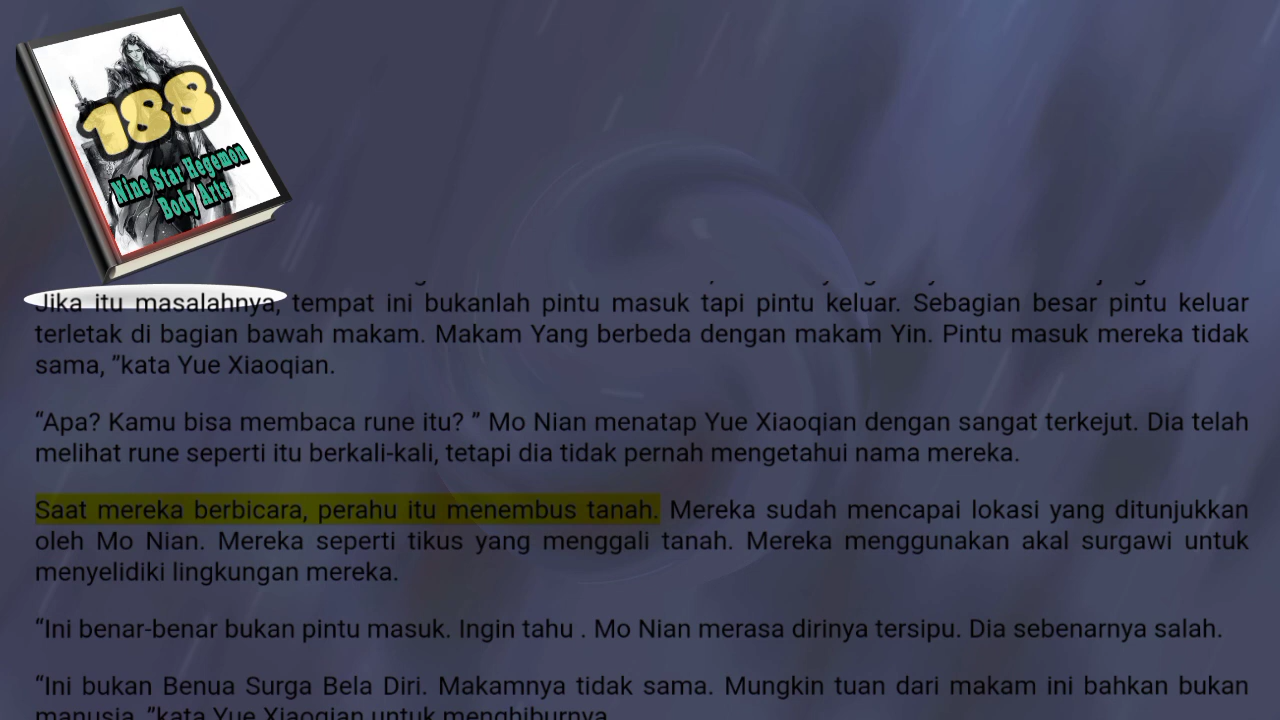 188
Nine Star Hegemon
Body Arts
Jika itu masalahnya, tempat ini bukanlah pintu masuk tapi pintu keluar. Sebagian besar pintu keluar
terletak di bagian bawah makam. Makam Yang berbeda dengan makam Yin. Pintu masuk mereka tidak
sama, ”kata Yue Xiaoqian.
“Apa? Kamu bisa membaca rune itu? ” Mo Nian menatap Yue Xiaoqian dengan sangat terkejut. Dia telah
melihat rune seperti itu berkali-kali, tetapi dia tidak pernah mengetahui nama mereka.
Saat mereka berbicara, perahu itu menembus tanah. Mereka sudah mencapai lokasi yang ditunjukkan
oleh Mo Nian. Mereka seperti tikus yang menggali tanah. Mereka menggunakan akal surgawi untuk
menyelidiki lingkungan mereka.
“Ini benar-benar bukan pintu masuk. Ingin tahu . Mo Nian merasa dirinya tersipu. Dia sebenarnya salah.
“Ini bukan Benua Surga Bela Diri. Makamnya tidak sama. Mungkin tuan dari makam ini bahkan bukan
manusia, ”kata Yue Xiaoqian untuk menghiburnya.